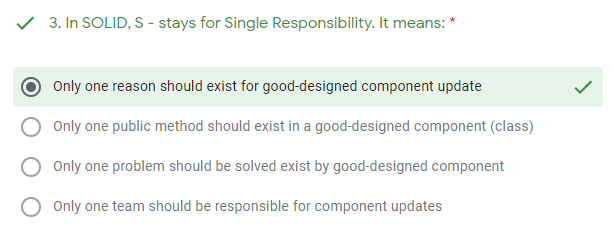 3. In SOLID, S - stays for Single Responsibility. It means: *
Only one reason should exist for good-designed component update
Only one public method should exist in a good-designed component (class)
Only one problem should be solved exist by good-designed component
Only one team should be responsible for component updates